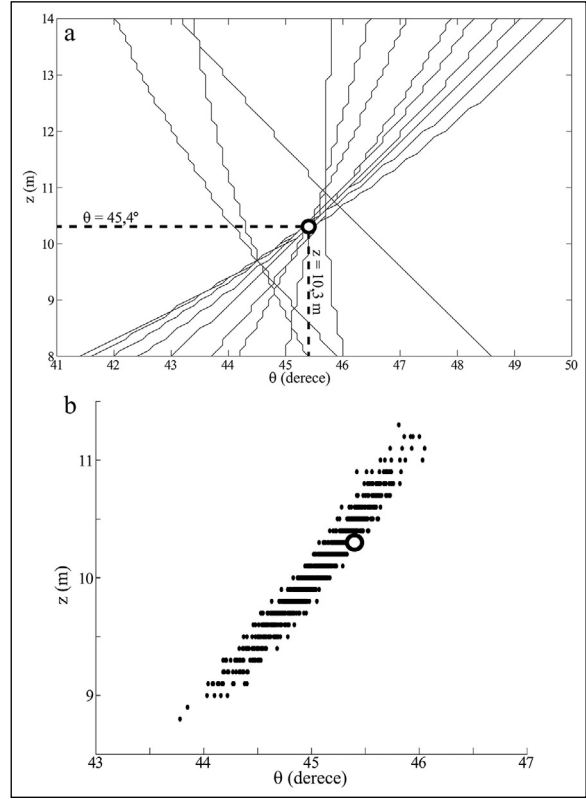 a
14
13
12
11
10
9
8
z (m)
θ = 45,4°
z = 10,3 m
41 42 43 44 45 46 47 48 49 50
θ (derece)
b
11
10
9
z (m)
43 44 45 46 47
θ (derece)